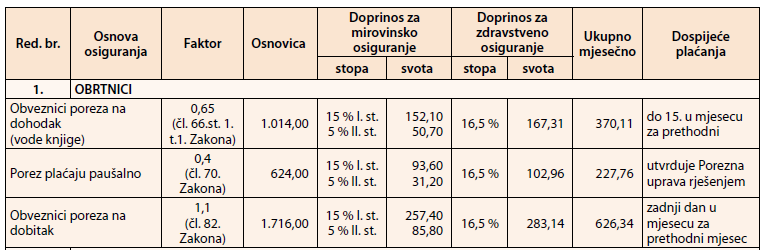 Red. br.
Osnova
osiguranja
Faktor
Osnovica
Doprinos za
mirovinsko
osiguranje
Doprinos za
zdravstveno
osiguranje
Ukupno
mjesečno
Dospijeće
plaćanja
stopa
svota
stopa
svota
1.
OBRTNICI
Obveznici poreza na
dohodak
(vode knjige)
0,65
(čl. 66.st. 1.
t.1. Zakona)
1.014,00
15 % I. st.
5 % II. st.
152,10
50,70
16,5 %
167,31
370,11
do 15. u mjesecu
za prethodni
Porez plaćaju paušalno
0,4
(čl. 70.
Zakona)
624,00
15 % I. st.
5 % II. st.
93,60
31,20
16,5 %
102,96
227,76
utvrđuje Porezna
uprava rješenjem
Obveznici poreza na
dobitak
1,1
(čl. 82.
Zakona)
1.716,00
15 % I. st.
5 % II. st.
257,40
85,80
16,5 %
283,14
626,34
zadnji dan u
mjesecu za
prethodni mjesec